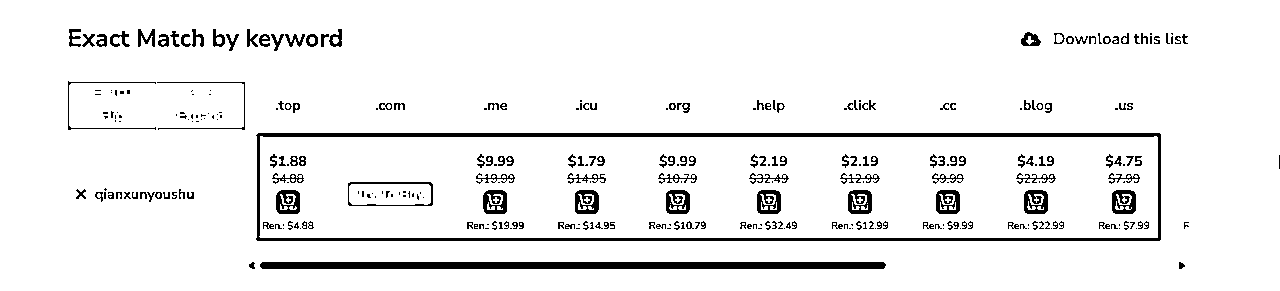 Exact Match by keyword
Download this list
.top .com .me .icu .org .help .click .cc .blog .us
$1.88 $9.99 $1.79 $9.99 $2.19 $2.19 $3.99 $4.19 $4.75
$4.88 $19.99 $14.95 $10.79 $32.49 $12.99 $9.99 $22.99 $7.99
qianxunyoushu
Ren.: $4.88 Ren.: $19.99 Ren.: $14.95 Ren.: $10.79 Ren.: $32.49 Ren.: $12.99 Ren.: $9.99 Ren.: $22.99 Ren.: $7.99